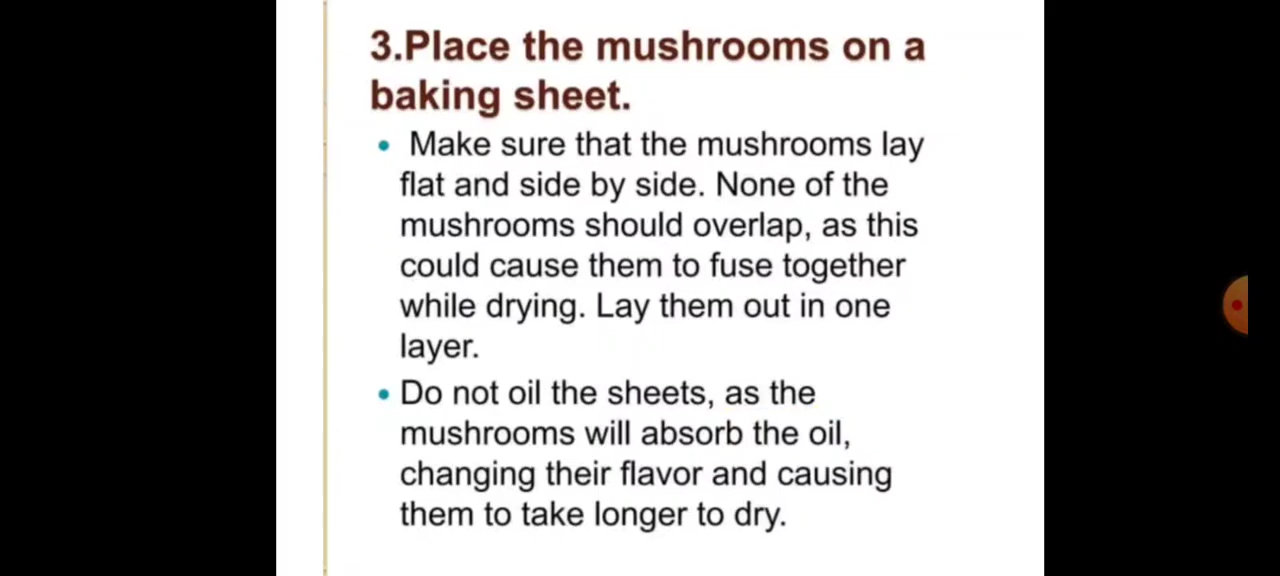 3.Place the mushrooms on a
baking sheet.
• Make sure that the mushrooms lay
flat and side by side. None of the
mushrooms should overlap, as this
could cause them to fuse together
while drying. Lay them out in one
layer.
• Do not oil the sheets, as the
mushrooms will absorb the oil,
changing their flavor and causing
them to take longer to dry.